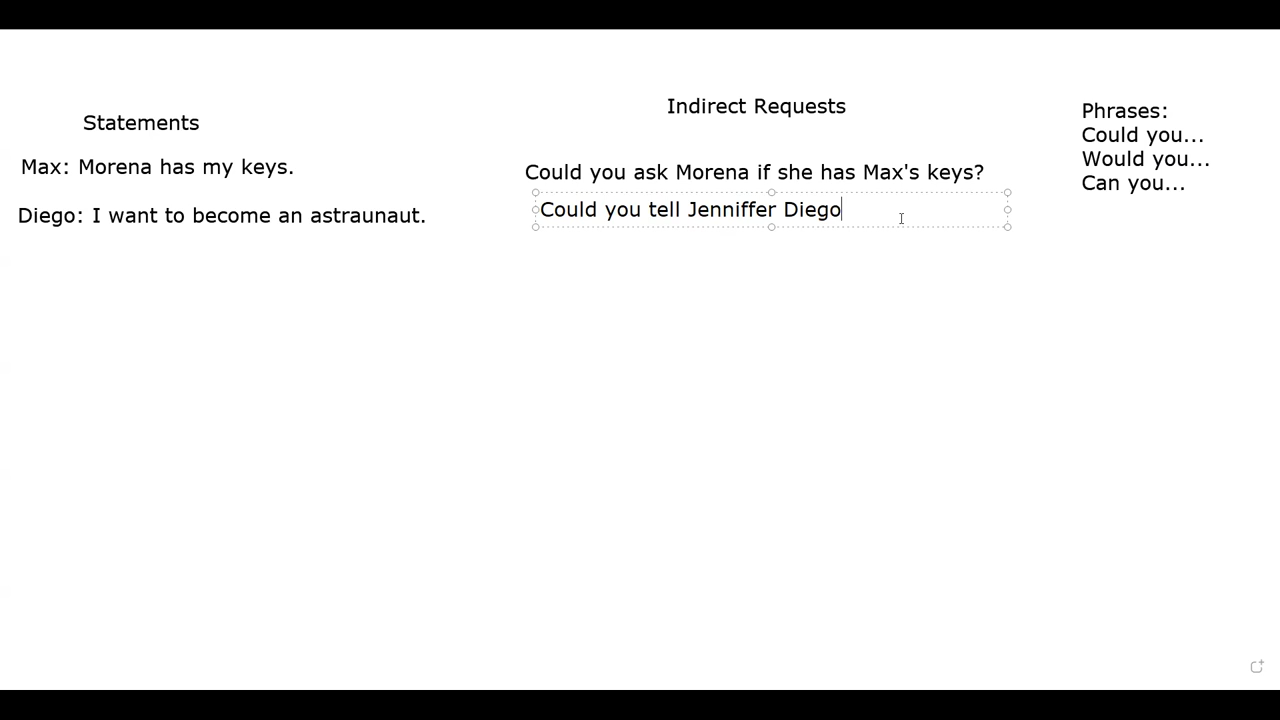 Statements
Max: Morena has my keys.
Diego: I want to become an astraunaut.
Indirect Requests
Could you ask Morena if she has Max's keys?
Could you tell Jenniffer Diego
Phrases:
Could you...
Would you...
Can you...